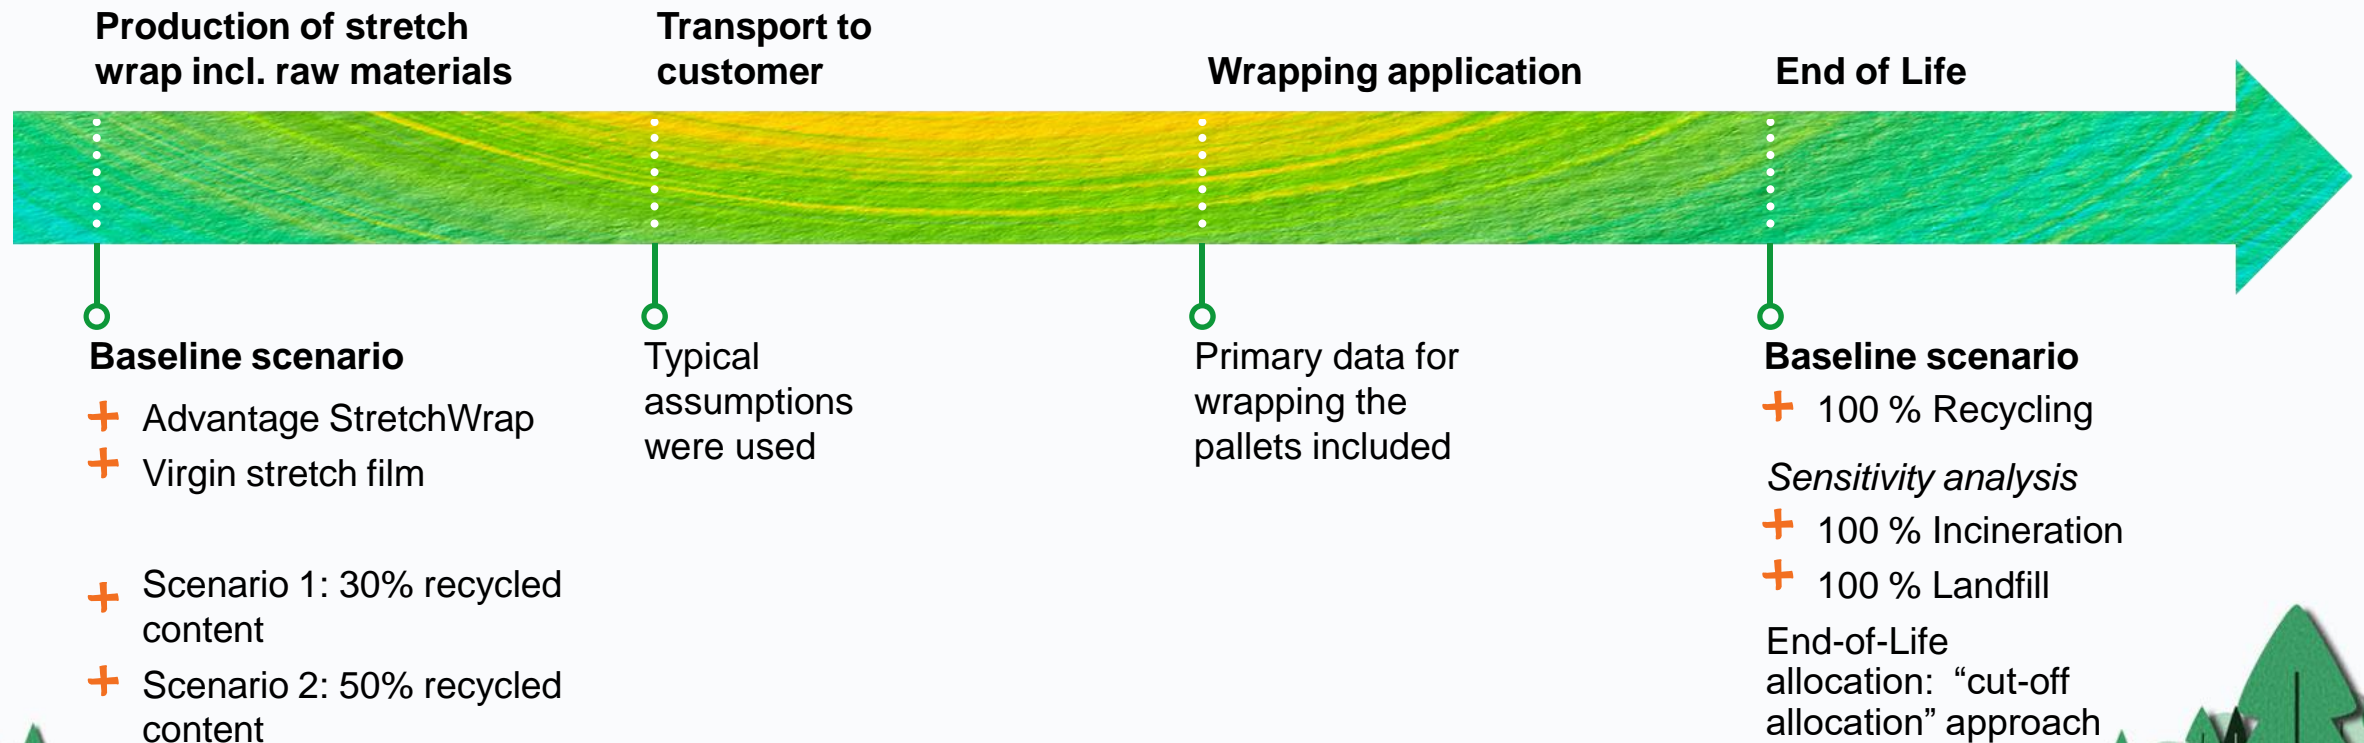 Production of stretch
wrap incl. raw materials
Transport to
customer
Wrapping application
End of Life
Baseline scenario
Advantage StretchWrap
Virgin stretch film
Scenario 1: 30% recycled
content
Scenario 2: 50% recycled
content
Typical
assumptions
were used
Primary data for
wrapping the
pallets included
Baseline scenario
100 % Recycling
Sensitivity analysis
100 % Incineration
100 % Landfill
End-of-Life
allocation: “cut-off
allocation” approach